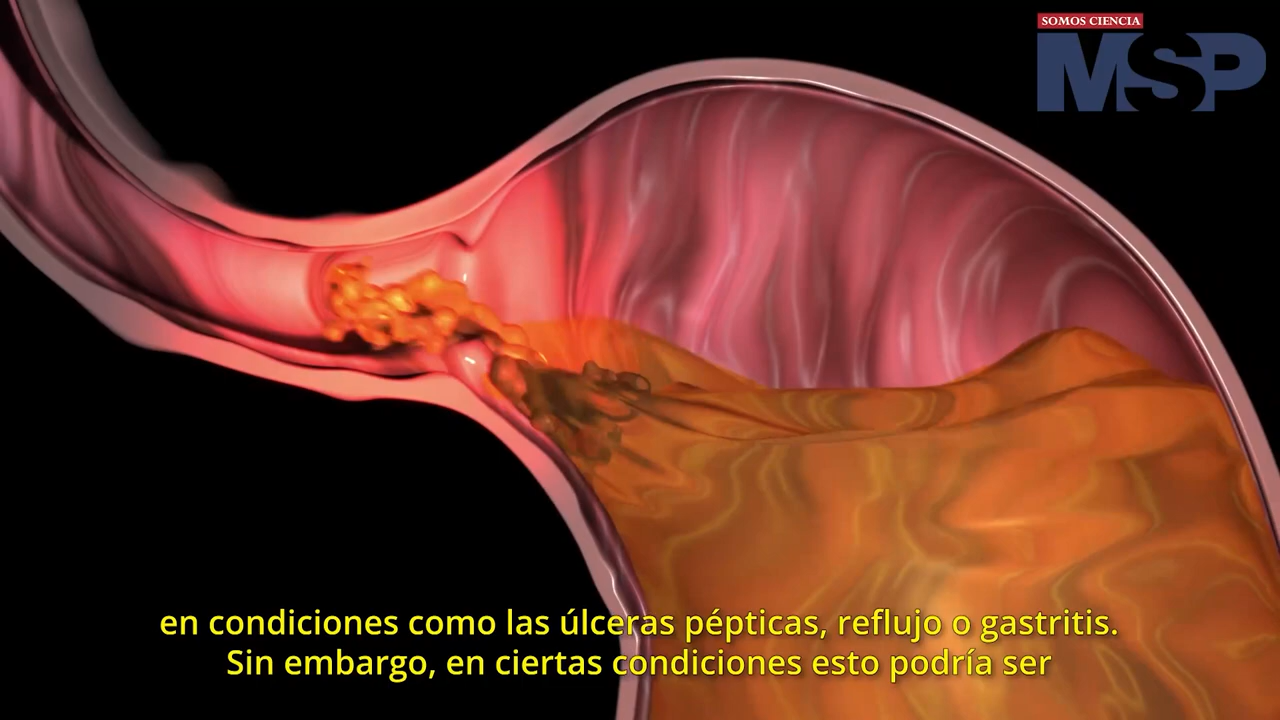 SOMOS CIENCIA
MSP
en condiciones como las úlceras pépticas, reflujo o gastritis.
Sin embargo, en ciertas condiciones esto podría ser